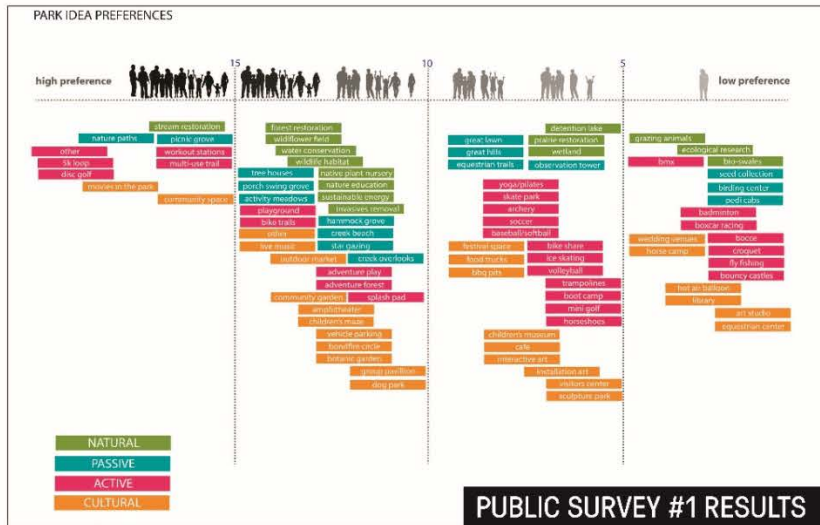 PARK IDEA PREFERENCES
15
10
5
high preference
low preference
stream restoration
nature paths
picnic grove
other
workout stations
5k loop
multi-use trail
disc golf
movies in the park
community space
forest restoration
wildflower field
water conservation
wildlife habitat
tree houses
native plant nursery
porch swing grove
nature education
activity meadows
sustainable energy
playground
invasives removal
bike trails
hammock grove
other
creek beach
live music
star gazing
outdoor market
creek overlooks
adventure play
adventure forest
community garden
splash pad
amphitheater
children's maze
vehicle parking
bondfire circle
botanic garden
group pavillion
dog park
detention lake
great lawn
prairie restoration
great hills
wetland
equestrian trails
observation tower
yoga/pilates
skate park
archery
soccer
baseball/softball
festival space
bike share
food trucks
ice skating
bbq pits
volleyball
trampolines
boot camp
mini golf
horseshoes
children's museum
cafe
interactive art
installation art
visitors center
sculpture park
grazing animals
ecological research
bmx
bio-swales
seed collection
birding center
pedi cabs
badminton
boxcar racing
wedding venues
bocce
horse camp
croquet
fly fishing
bouncy castles
hot air balloon
library
art studio
equestrian center
NATURAL
PASSIVE
ACTIVE
CULTURAL
PUBLIC SURVEY #1 RESULTS